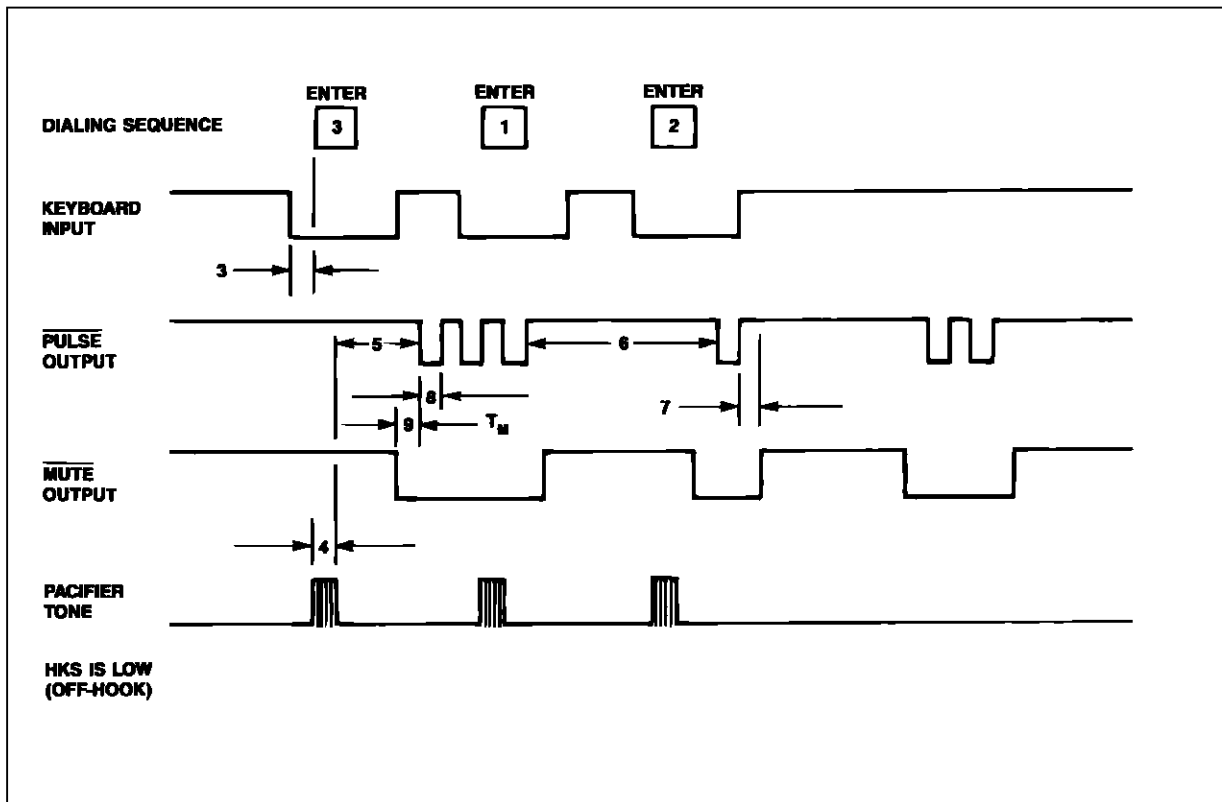 ENTER ENTER ENTER
DIALING SEQUENCE 3 1 2
KEYBOARD
INPUT
3
PULSE
OUTPUT
5 6
8 7
9 T_M
MUTE
OUTPUT
4
PACIFIER
TONE
HKS IS LOW
(OFF-HOOK)